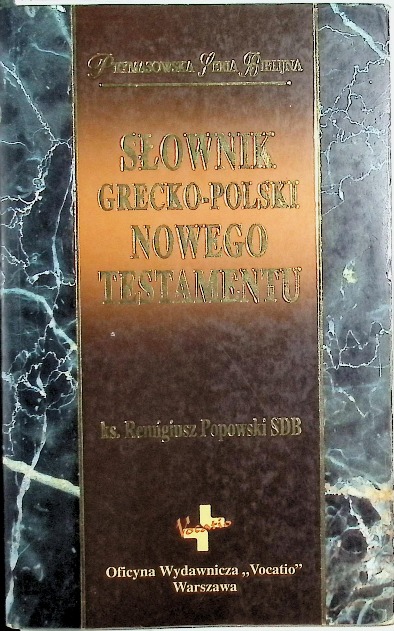 Prymasowska Seria Biblijna
SŁOWNIK
GRECKO-POLSKI
NOWEGO
TESTAMENTU
ks. Remigiusz Popowski SDB
Vocatio
Oficyna Wydawnicza „Vocatio”
Warszawa